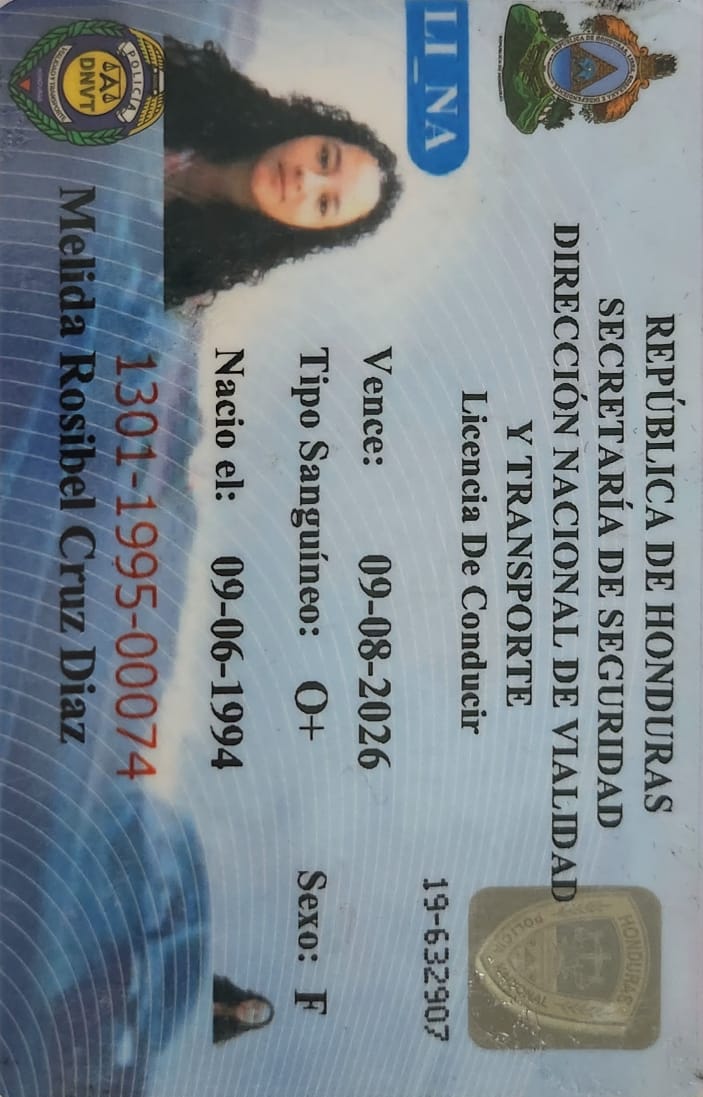 REPÚBLICA DE HONDURAS
SECRETARÍA DE SEGURIDAD
DIRECCIÓN NACIONAL DE VIALIDAD
Y TRANSPORTE
Licencia De Conducir
REPUBLICA DE HONDURAS
HONDURAS
POLICIA NACIONAL
LI_NA
19-632907
Vence: 09-08-2026
Tipo Sanguíneo: O+ Sexo: F
Nacio el: 09-06-1994
1301-1995-00074
Melida Rosibel Cruz Diaz
POLICÍA
DNVT
VIALIDAD Y TRANSPORTE
HONDURAS